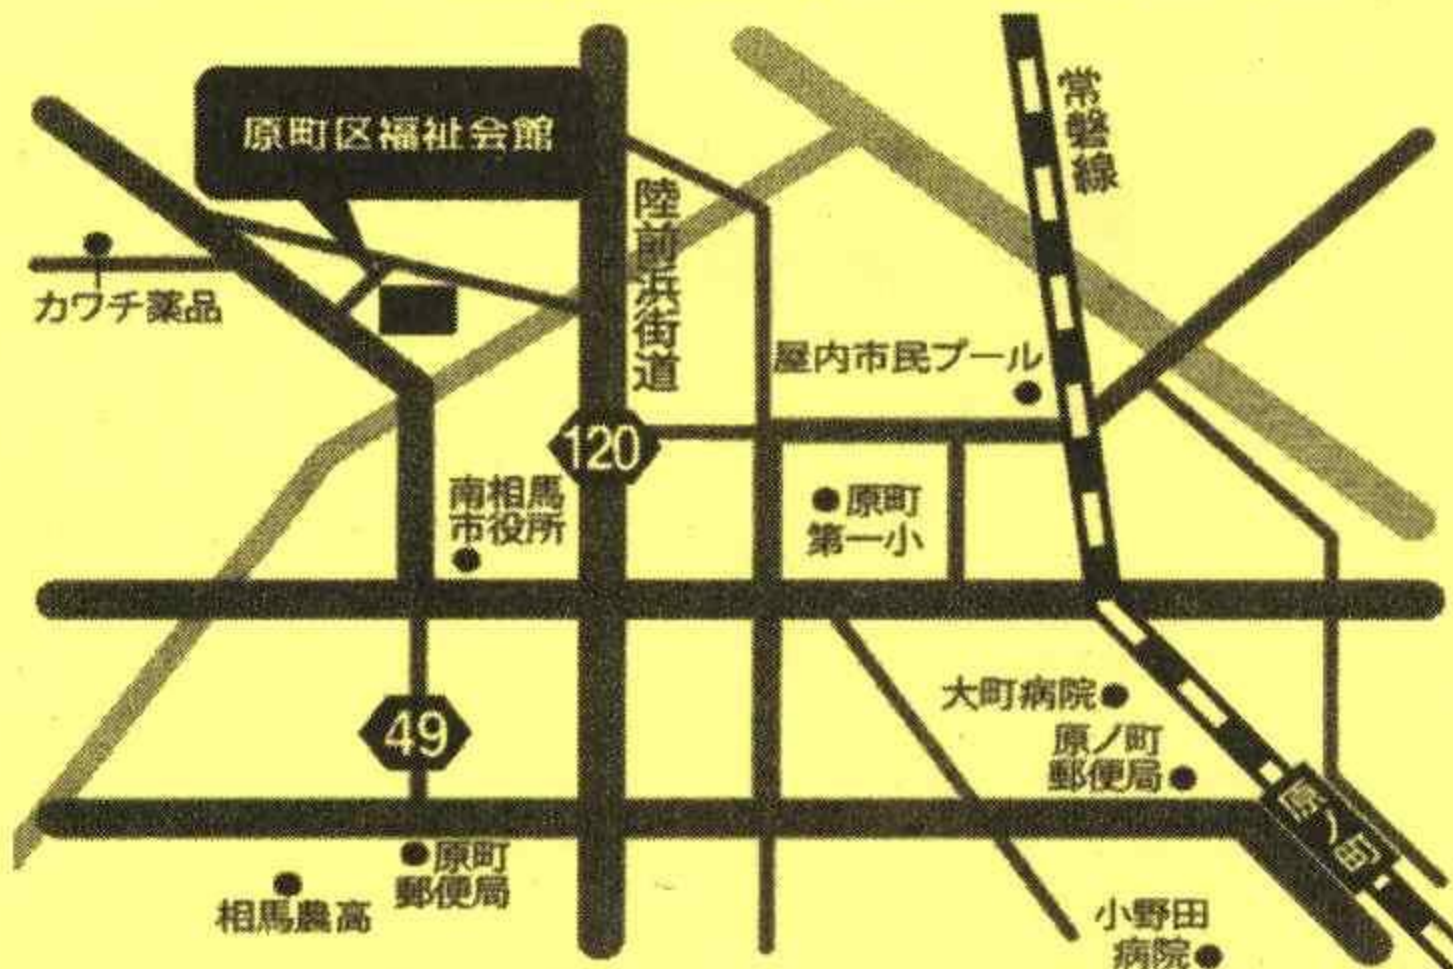 常磐線
原町区福祉会館
陸前浜街道
カワチ薬品
屋内市民プール
120
南相馬
市役所
原町
第一小
大町病院
49
原ノ町
郵便局
原ノ町
原町
郵便局
相馬農高
小野田
病院